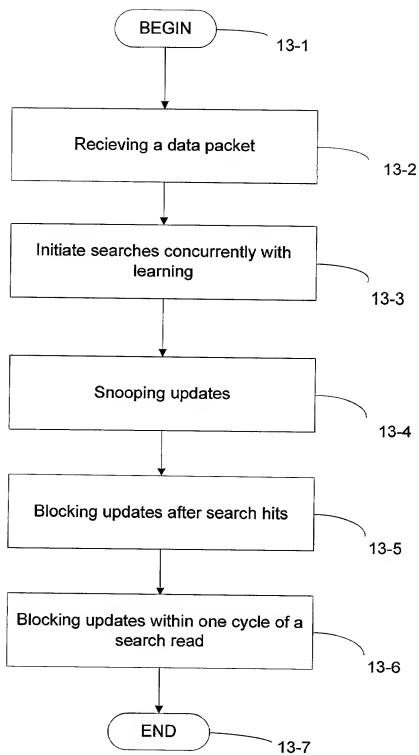 BEGIN
13-1
Recieving a data packet
13-2
Initiate searches concurrently with
learning
13-3
Snooping updates
13-4
Blocking updates after search hits
13-5
Blocking updates within one cycle of a
search read
13-6
END
13-7